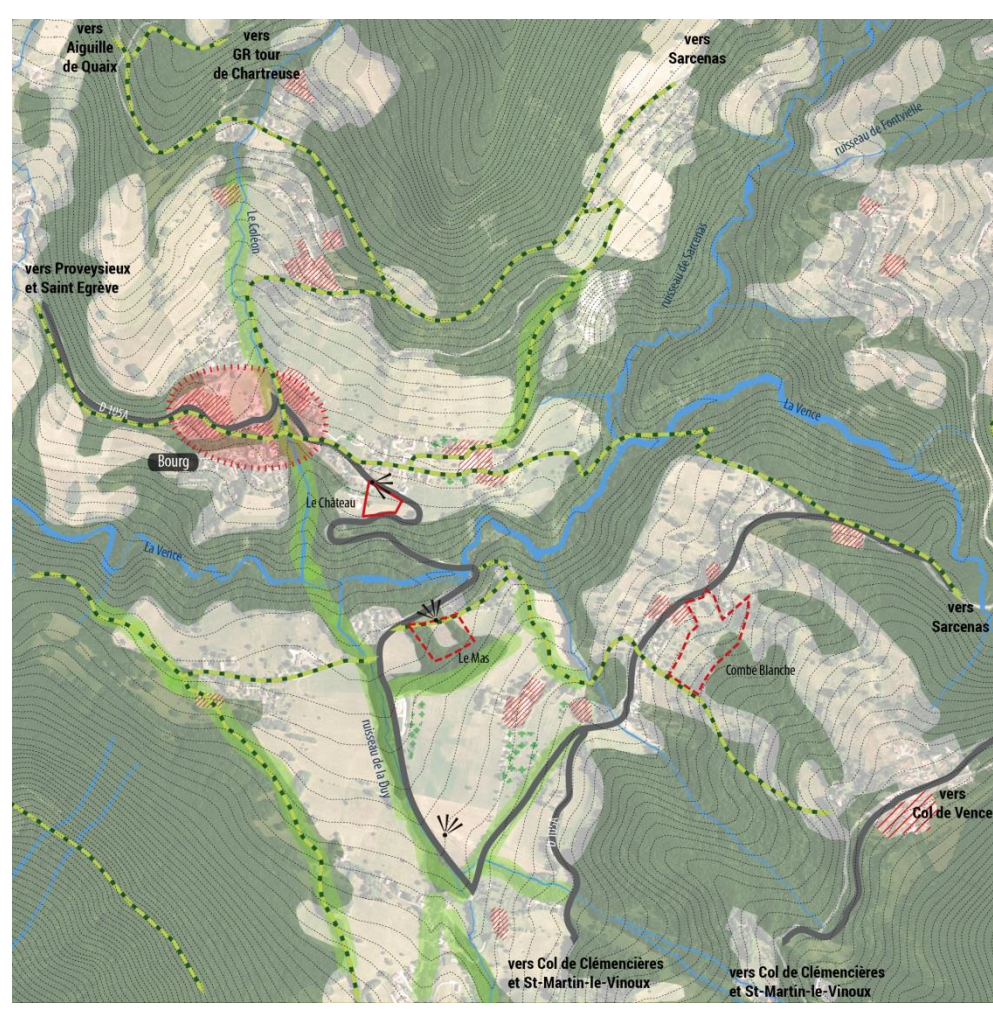 vers
Aiguille
de Quaix
vers
GR tour
de Chartreuse
vers
Sarcenas
ruisseau de Fontvielle
Le Goléon
ruisseau de Sarcenas
vers Proveysieux
et Saint Egrève
D 105A
La Vence
Bourg
Le Château
La Vence
vers
Sarcenas
Le Mas
Combe Blanche
ruisseau de la Duy
vers
Col de Vence
D 105A
vers Col de Clémencières
et St-Martin-le-Vinoux
vers Col de Clémencières
et St-Martin-le-Vinoux